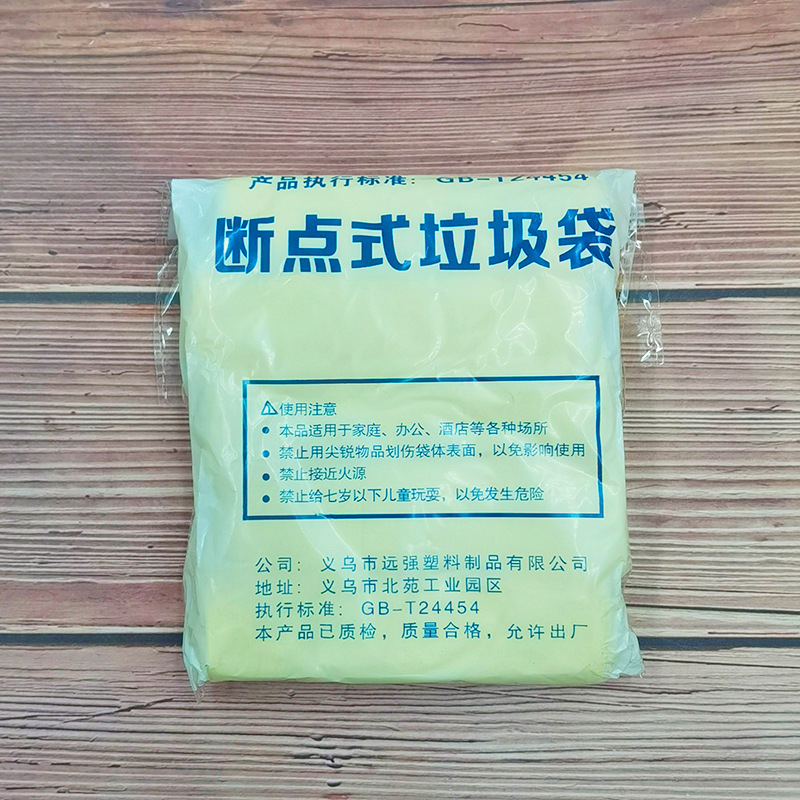 产品执行标准：GB-T24454
断点式垃圾袋
⚠使用注意
● 本品适用于家庭、办公、酒店等各种场所
● 禁止用尖锐物品划伤袋体表面，以免影响使用
● 禁止接近火源
● 禁止给七岁以下儿童玩耍，以免发生危险
公司：义乌市远强塑料制品有限公司
地址：义乌市北苑工业园区
执行标准：GB-T24454
本产品已质检，质量合格，允许出厂